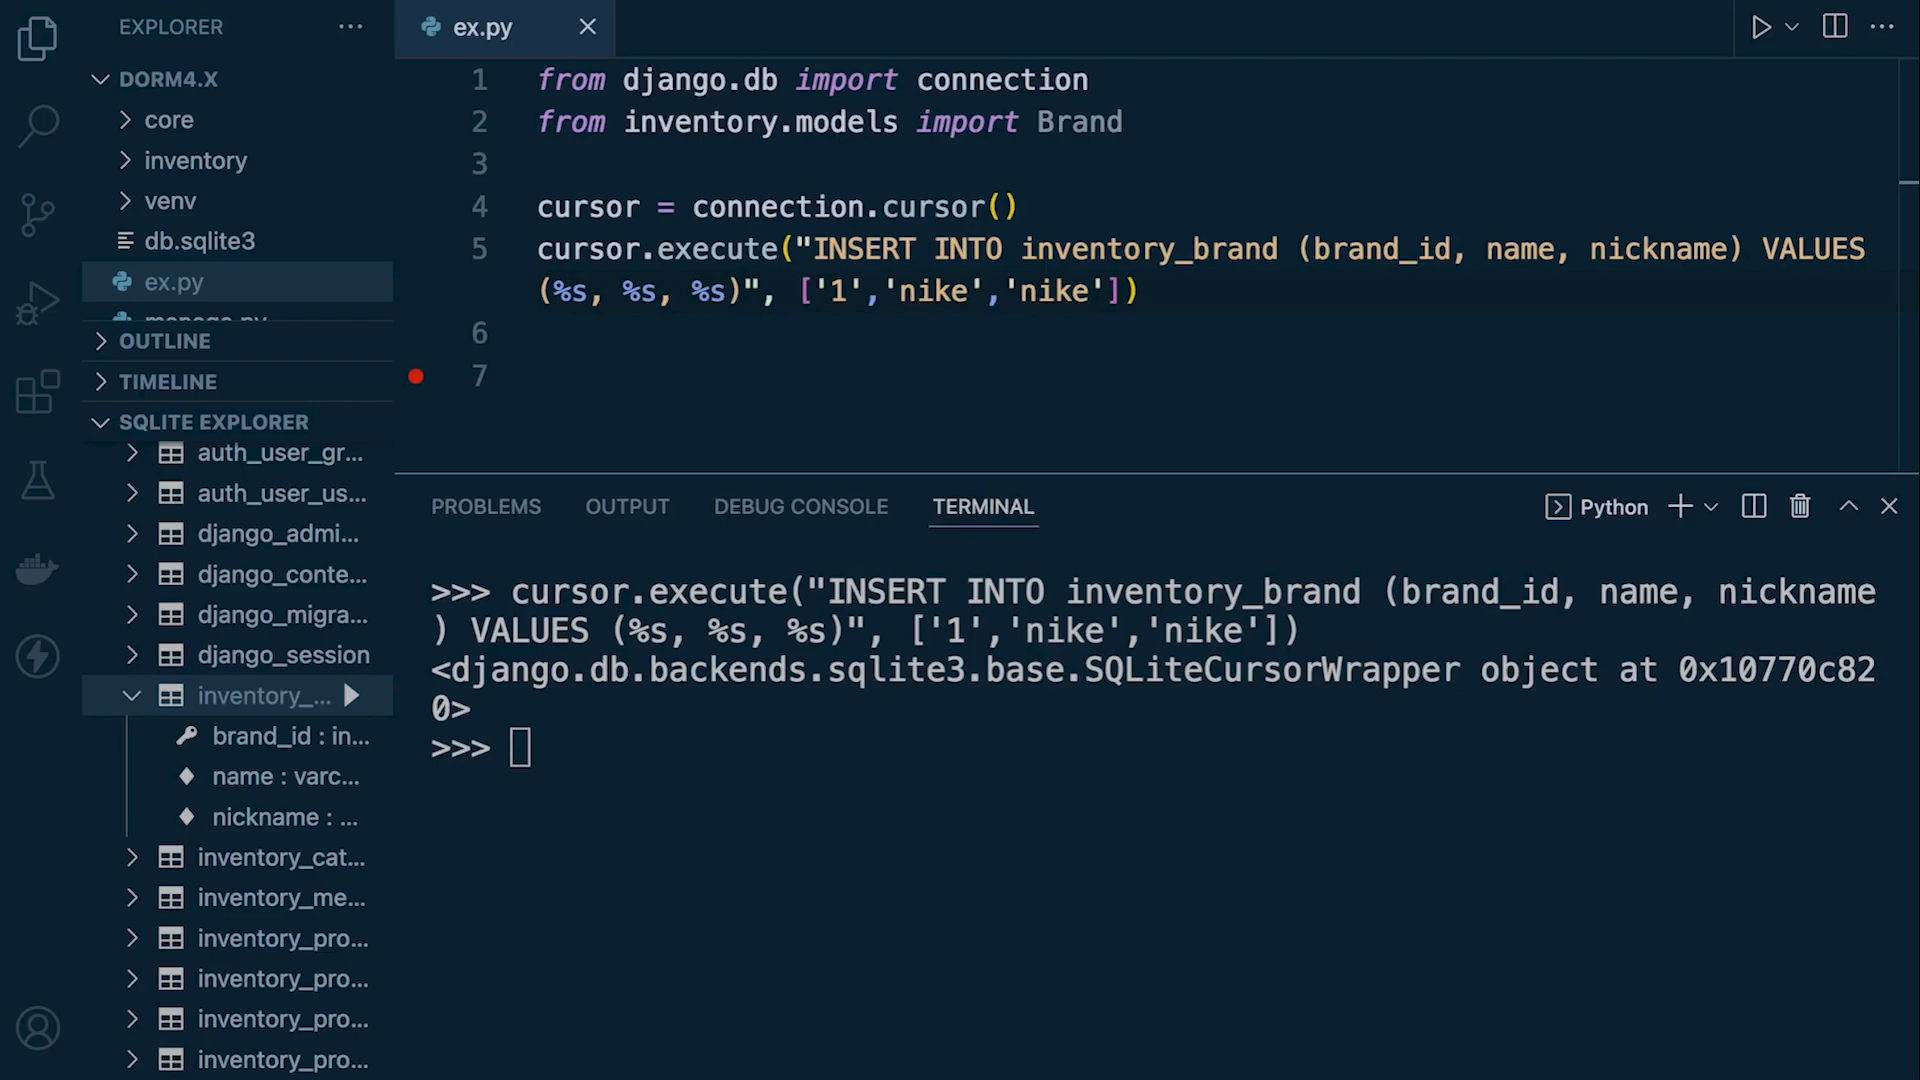 EXPLORER
DORM4.X
core
inventory
venv
db.sqlite3
ex.py
OUTLINE
TIMELINE
SQLITE EXPLORER
auth_user_gr...
auth_user_us...
django_admi...
django_conte...
django_migra...
django_session
inventory_...
brand_id : in...
name : varc...
nickname : ...
inventory_cat...
inventory_me...
inventory_pro...
inventory_pro...
inventory_pro...
inventory_pro...
ex.py
1 from django.db import connection
2 from inventory.models import Brand
3
4 cursor = connection.cursor()
5 cursor.execute("INSERT INTO inventory_brand (brand_id, name, nickname) VALUES
(%s, %s, %s)", ['1','nike','nike'])
6
7
PROBLEMS OUTPUT DEBUG CONSOLE TERMINAL Python
>>> cursor.execute("INSERT INTO inventory_brand (brand_id, name, nickname
) VALUES (%s, %s, %s)", ['1','nike','nike'])
<django.db.backends.sqlite3.base.SQLiteCursorWrapper object at 0x10770c82
0>
>>>